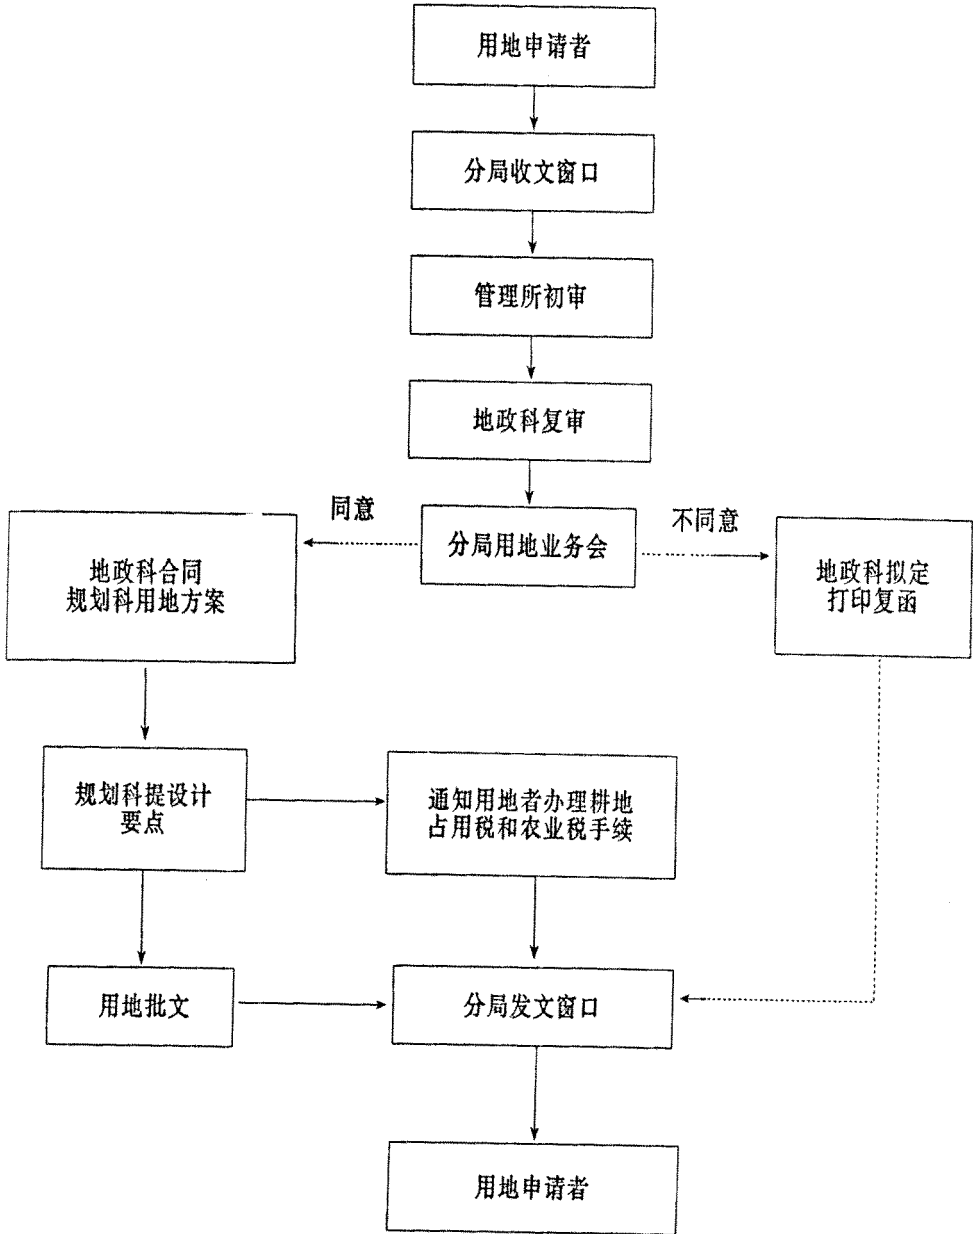 用地申请者
分局收文窗口
管理所初审
地政科复审
同意
分局用地业务会
不同意
地政科合同
规划科用地方案
地政科拟定
打印复函
规划科提设计
要点
通知用地者办理耕地
占用税和农业税手续
用地批文
分局发文窗口
用地申请者